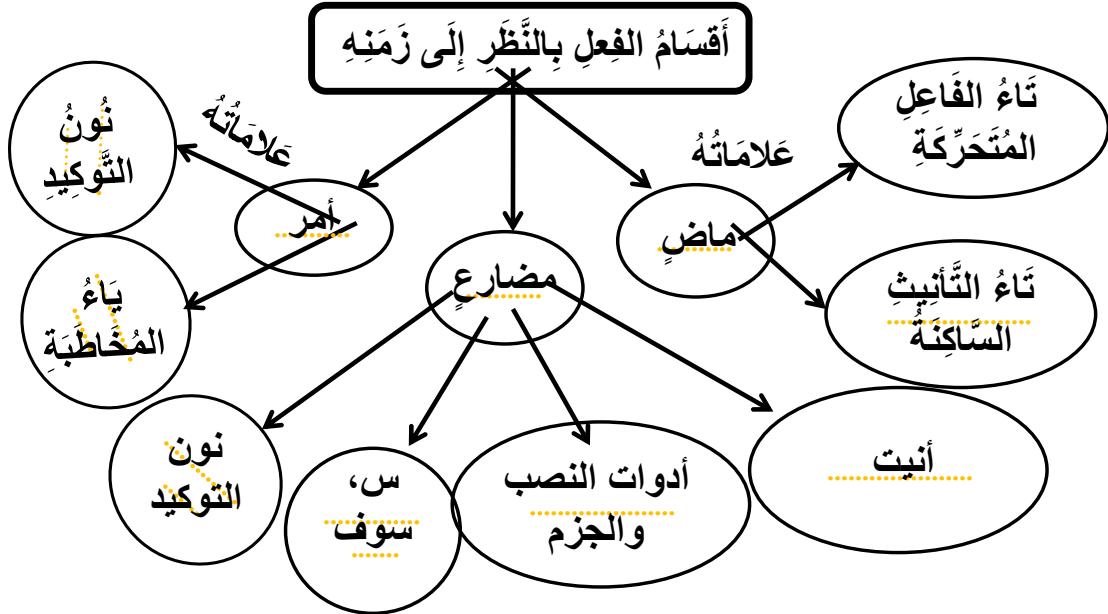 أَقسَامُ الفِعلِ بِالنَّظَرِ إِلَى زَمَنِهِ
تَاءُ الفَاعِلِ
المُتَحَرِّكَةِ
عَلامَاتُهُ
ماضٍ
تَاءُ التَّأنِيثِ
السَّاكِنَةُ
نُونُ
التَّوكِيدِ
عَلامَاتُهُ
أمر
يَاءُ
المُخَاطَبَةِ
مضارعٍ
أنيت
أدوات النصب
والجزم
س،
سوف
نون
التوكيد